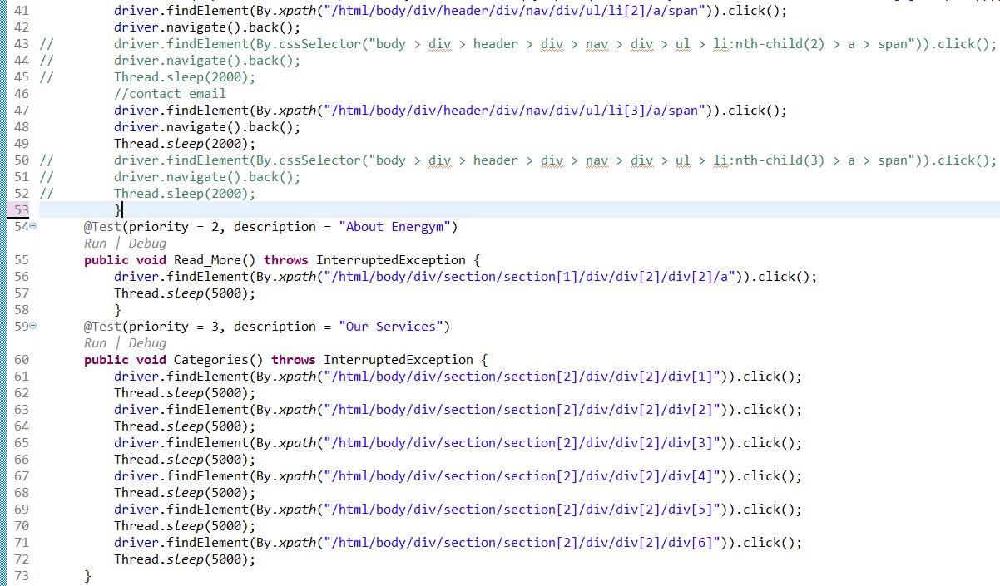 41 driver.findElement(By.xpath("/html/body/div/header/div/nav/div/ul/li[2]/a/span")).click();
42 driver.navigate().back();
43 // driver.findElement(By.cssSelector("body > div > header > div > nav > div > ul > li:nth-child(2) > a > span")).click();
44 // driver.navigate().back();
45 // Thread.sleep(2000);
46 //contact email
47 driver.findElement(By.xpath("/html/body/div/header/div/nav/div/ul/li[3]/a/span")).click();
48 driver.navigate().back();
49 Thread.sleep(2000);
50 // driver.findElement(By.cssSelector("body > div > header > div > nav > div > ul > li:nth-child(3) > a > span")).click();
51 // driver.navigate().back();
52 // Thread.sleep(2000);
53 }
54 @Test(priority = 2, description = "About Energym")
Run | Debug
55 public void Read_More() throws InterruptedException {
56 driver.findElement(By.xpath("/html/body/div/section/section[1]/div/div[2]/div[2]/a")).click();
57 Thread.sleep(5000);
58 }
59 @Test(priority = 3, description = "Our Services")
Run | Debug
60 public void Categories() throws InterruptedException {
61 driver.findElement(By.xpath("/html/body/div/section/section[2]/div/div[2]/div[1]")).click();
62 Thread.sleep(5000);
63 driver.findElement(By.xpath("/html/body/div/section/section[2]/div/div[2]/div[2]")).click();
64 Thread.sleep(5000);
65 driver.findElement(By.xpath("/html/body/div/section/section[2]/div/div[2]/div[3]")).click();
66 Thread.sleep(5000);
67 driver.findElement(By.xpath("/html/body/div/section/section[2]/div/div[2]/div[4]")).click();
68 Thread.sleep(5000);
69 driver.findElement(By.xpath("/html/body/div/section/section[2]/div/div[2]/div[5]")).click();
70 Thread.sleep(5000);
71 driver.findElement(By.xpath("/html/body/div/section/section[2]/div/div[2]/div[6]")).click();
72 Thread.sleep(5000);
73 }